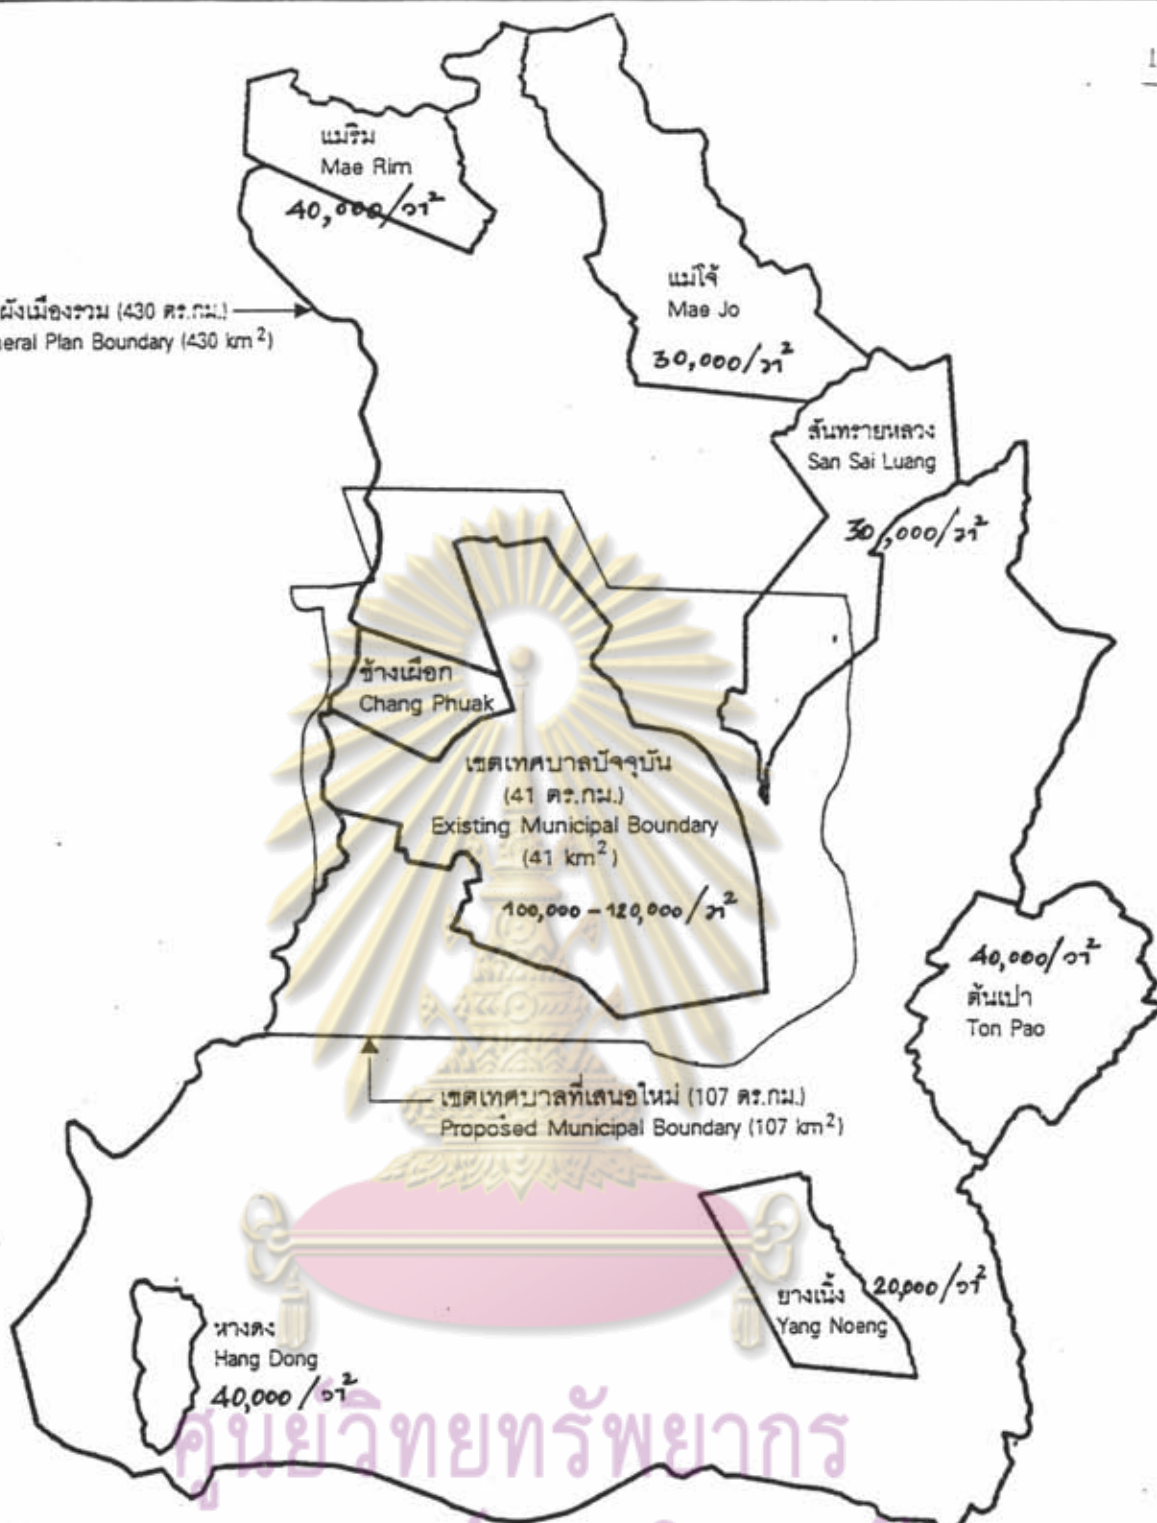 แม่ริม
Mae Rim
40,000/วา²
ผังเมืองรวม (430 ตร.กม.)
Plan Boundary (430 km²)
แม่โจ้
Mae Jo
30,000/วา²
สันทรายหลวง
San Sai Luang
30,000/วา²
ช้างเผือก
Chang Phuak
เขตเทศบาลปัจจุบัน
(41 ตร.กม.)
Existing Municipal Boundary
(41 km²)
100,000-120,000/วา²
40,000/วา²
ต้นเปา
Ton Pao
เขตเทศบาลที่เสนอใหม่ (107 ตร.กม.)
Proposed Municipal Boundary (107 km²)
ยางเนิ้ง
Yang Noeng
20,000/วา²
หางดง
Hang Dong
40,000/วา²
ศูนย์วิทยทรัพยากร